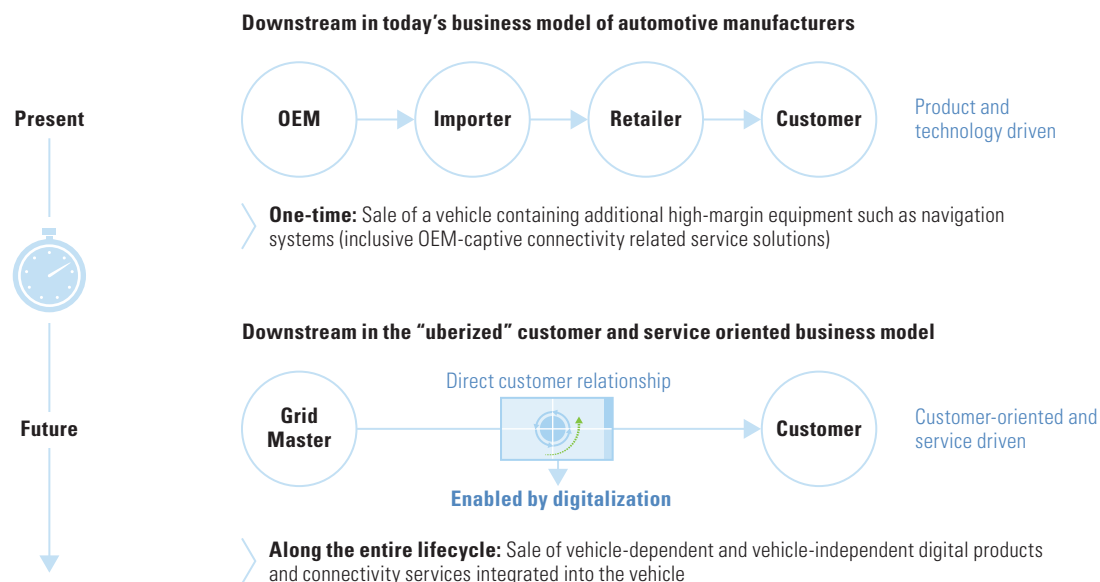 Downstream in today’s business model of automotive manufacturers
Present
OEM
Importer
Retailer
Customer
Product and
technology driven
One-time: Sale of a vehicle containing additional high-margin equipment such as navigation
systems (inclusive OEM-captive connectivity related service solutions)
Downstream in the “uberized” customer and service oriented business model
Direct customer relationship
Future
Grid
Master
Customer
Customer-oriented and
service driven
Enabled by digitalization
Along the entire lifecycle: Sale of vehicle-dependent and vehicle-independent digital products
and connectivity services integrated into the vehicle